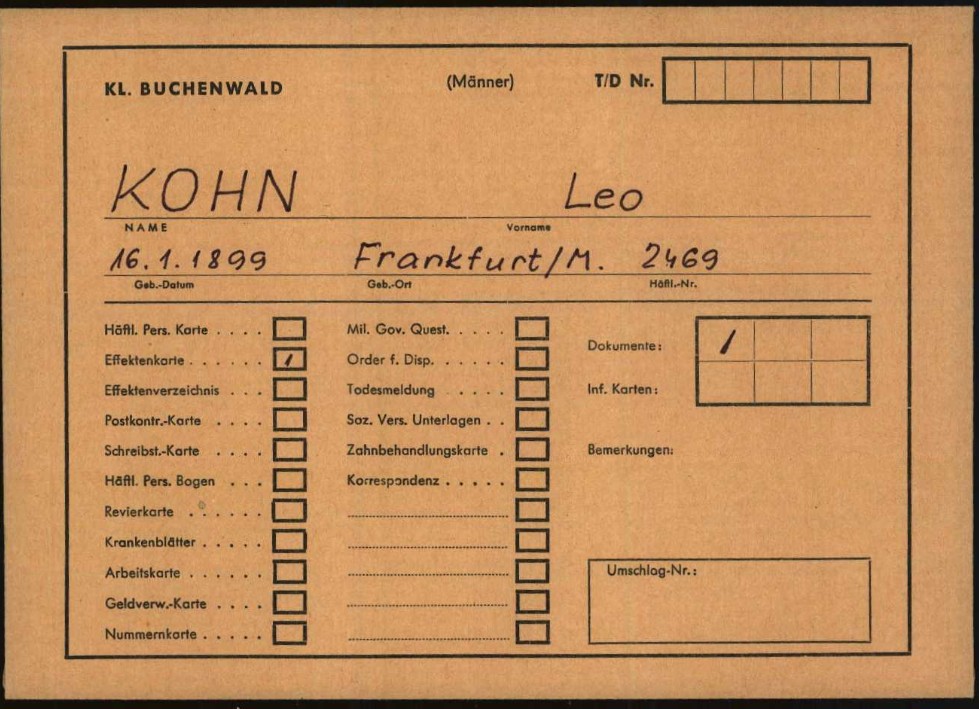 KL. BUCHENWALD (Männer) T/D Nr.
KOHN Leo
NAME Vorname
16.1.1899 Frankfurt/M. 2469
Geb.-Datum Geb.-Ort Häftl.-Nr.
Häftl. Pers. Karte . . . . Mil. Gov. Quest. . . . . . Dokumente: 1
Effektenkarte . . . . . . 1 Order f. Disp. . . . . .
Effektenverzeichnis . . . Todesmeldung . . . . . Inf. Karten:
Postkontr.-Karte . . . . Soz. Vers. Unterlagen . .
Schreibst.-Karte . . . . Zahnbehandlungskarte . Bemerkungen:
Häftl. Pers. Bogen . . . Korrespondenz . . . . .
Revierkarte . . . . . .
Krankenblätter . . . . .
Arbeitskarte . . . . . . Umschlag-Nr.:
Geldverw.-Karte . . . .
Nummernkarte . . . . .